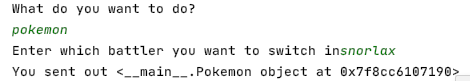 What do you want to do?
pokemon
Enter which battler you want to switch insnorlax
You sent out <__main__.Pokemon object at 0x7f8cc6107190>